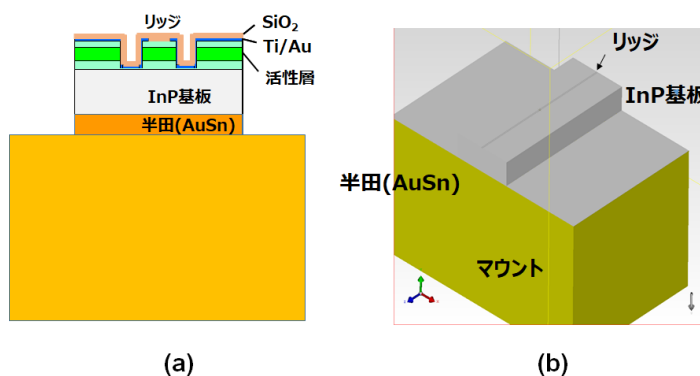 リッジ
SiO₂
Ti/Au
活性層
InP基板
半田(AuSn)
リッジ
InP基板
半田(AuSn)
マウント
(a)
(b)